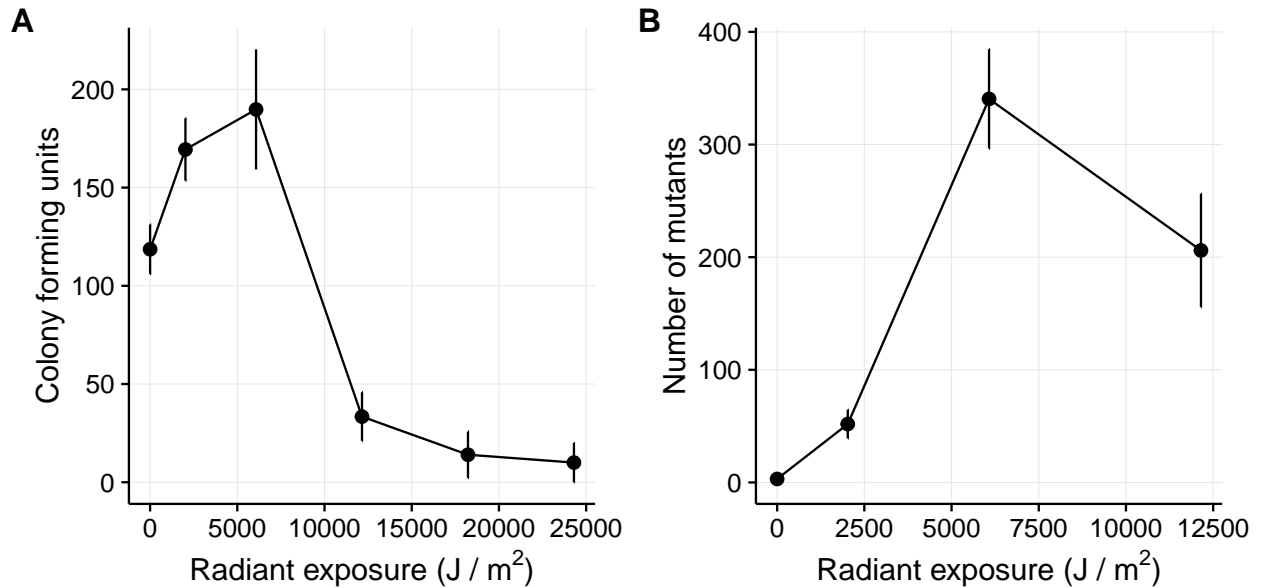 A
Colony forming units
200
150
100
50
0
0 5000 10000 15000 20000 25000
Radiant exposure (J / m²)
B
Number of mutants
400
300
200
100
0
0 2500 5000 7500 10000 12500
Radiant exposure (J / m²)